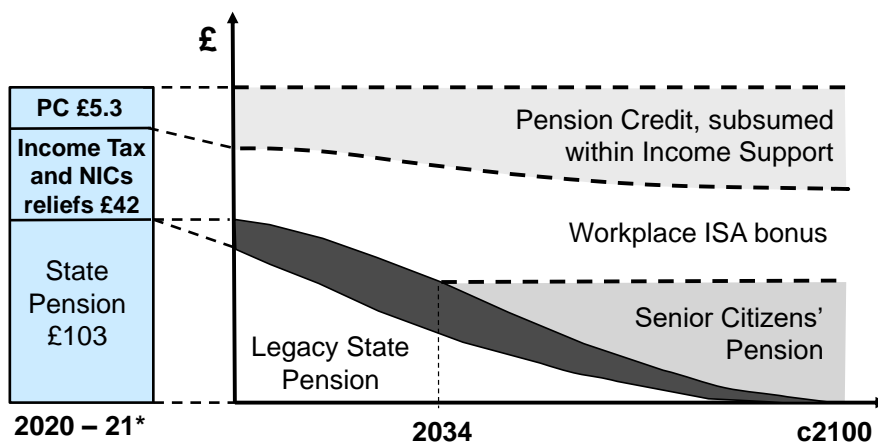 £
PC £5.3
Income Tax
and NICs
reliefs £42
State
Pension
£103
Pension Credit, subsumed
within Income Support
Workplace ISA bonus
Senior Citizens’
Pension
Legacy State
Pension
2020 – 21*
2034
c2100